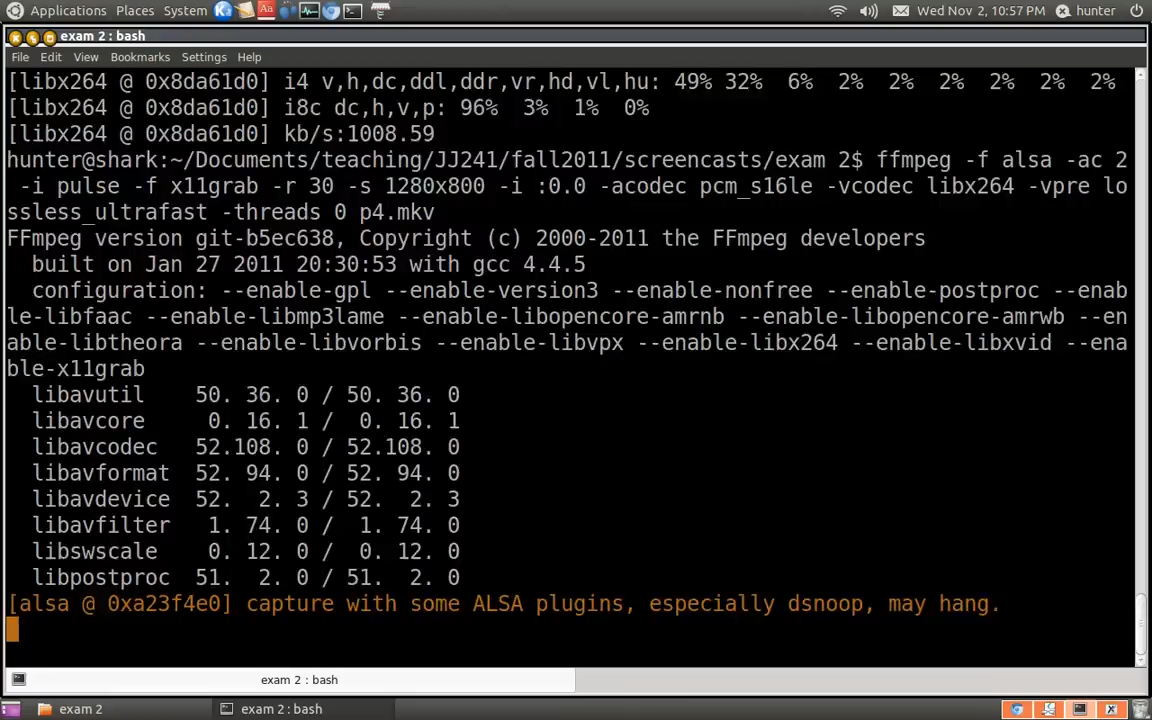 Applications Places System Aa Wed Nov 2, 10:57 PM hunter
exam 2 : bash
File Edit View Bookmarks Settings Help
[libx264 @ 0x8da61d0] i4 v,h,dc,ddl,ddr,vr,hd,vl,hu: 49% 32%  6%  2%  2%  2%  2%  2%  2%
[libx264 @ 0x8da61d0] i8c dc,h,v,p: 96%  3%  1%  0%
[libx264 @ 0x8da61d0] kb/s:1008.59
hunter@shark:~/Documents/teaching/JJ241/fall2011/screencasts/exam 2$ ffmpeg -f alsa -ac 2
 -i pulse -f x11grab -r 30 -s 1280x800 -i :0.0 -acodec pcm_s16le -vcodec libx264 -vpre lo
ssless_ultrafast -threads 0 p4.mkv
FFmpeg version git-b5ec638, Copyright (c) 2000-2011 the FFmpeg developers
  built on Jan 27 2011 20:30:53 with gcc 4.4.5
  configuration: --enable-gpl --enable-version3 --enable-nonfree --enable-postproc --enab
le-libfaac --enable-libmp3lame --enable-libopencore-amrnb --enable-libopencore-amrwb --en
able-libtheora --enable-libvorbis --enable-libvpx --enable-libx264 --enable-libxvid --ena
ble-x11grab
  libavutil    50. 36. 0 / 50. 36. 0
  libavcore     0. 16. 1 /  0. 16. 1
  libavcodec   52.108. 0 / 52.108. 0
  libavformat  52. 94. 0 / 52. 94. 0
  libavdevice  52.  2. 3 / 52.  2. 3
  libavfilter   1. 74. 0 /  1. 74. 0
  libswscale    0. 12. 0 /  0. 12. 0
  libpostproc  51.  2. 0 / 51.  2. 0
[alsa @ 0xa23f4e0] capture with some ALSA plugins, especially dsnoop, may hang.
exam 2 : bash
exam 2 exam 2 : bash